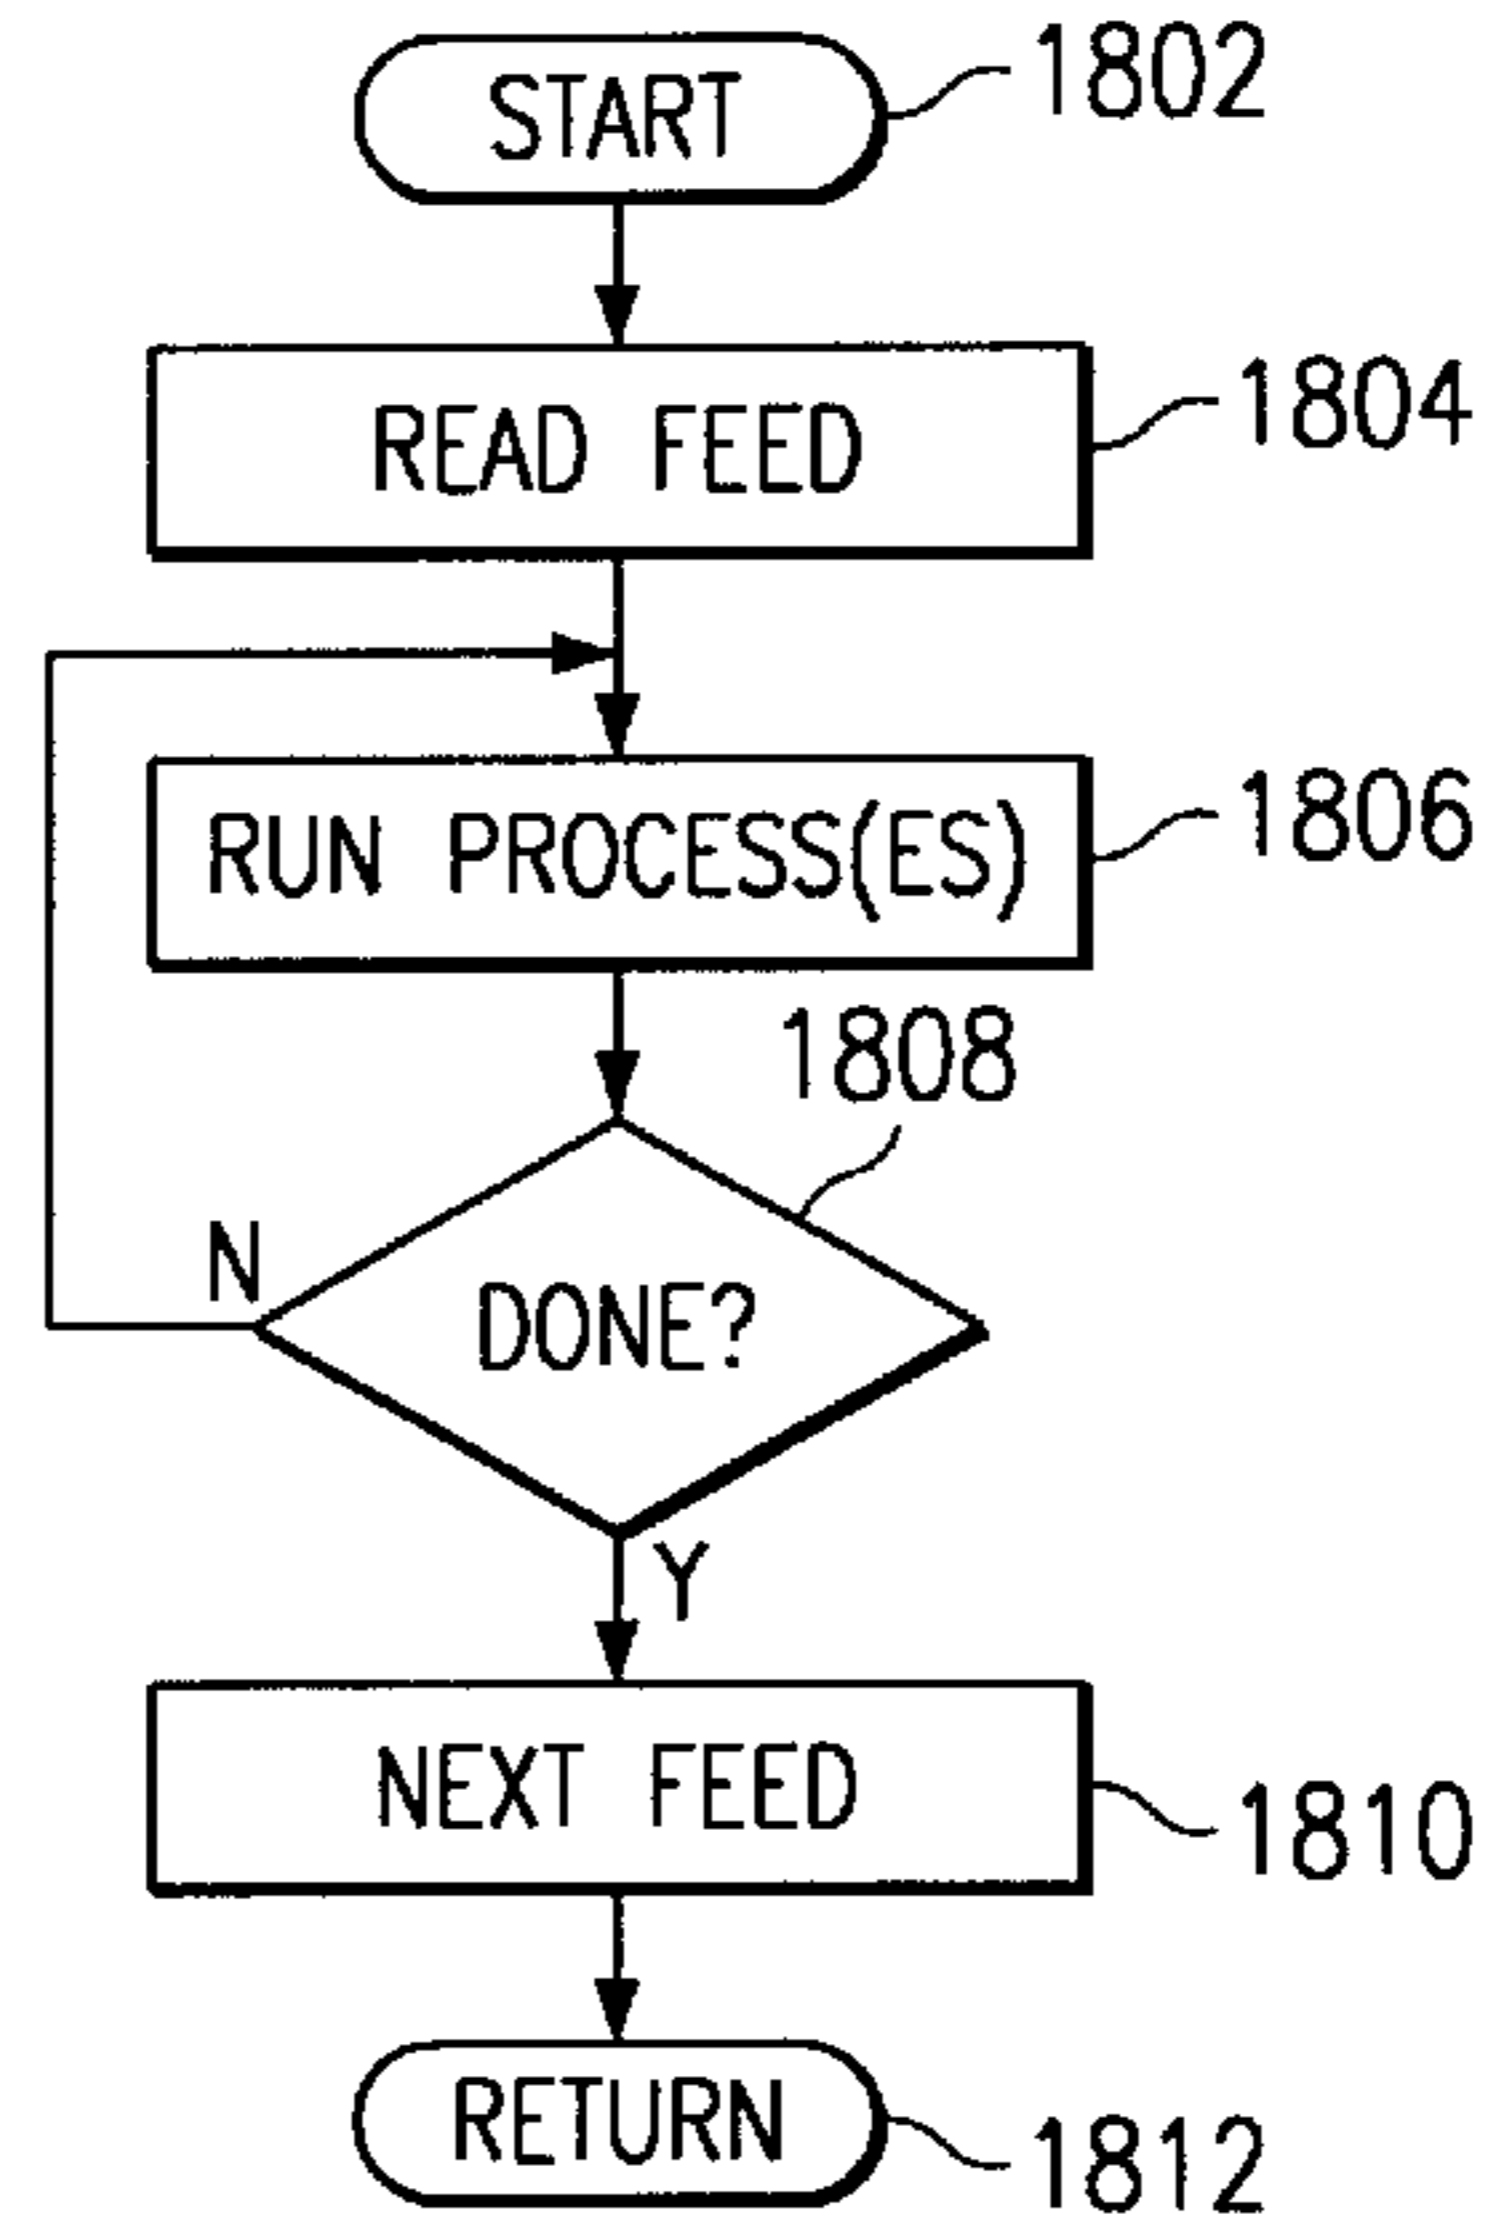 START 1802
READ FEED 1804
RUN PROCESS(ES) 1806
1808
N
DONE?
Y
NEXT FEED 1810
RETURN 1812